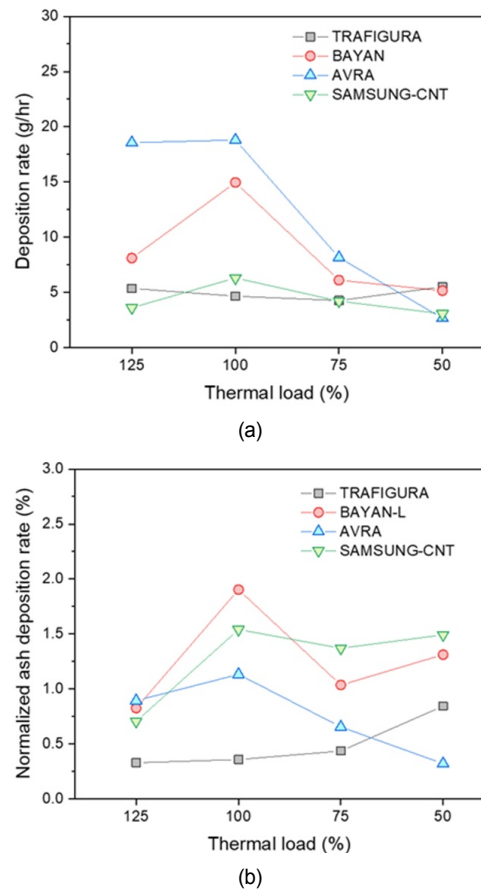 30
25
20
15
10
5
0
Deposition rate (g/hr)
TRAFIGURA
BAYAN
AVRA
SAMSUNG-CNT
125 100 75 50
Thermal load (%)
(a)
3.0
2.5
2.0
1.5
1.0
0.5
0.0
Normalized ash deposition rate (%)
TRAFIGURA
BAYAN-L
AVRA
SAMSUNG-CNT
125 100 75 50
Thermal load (%)
(b)